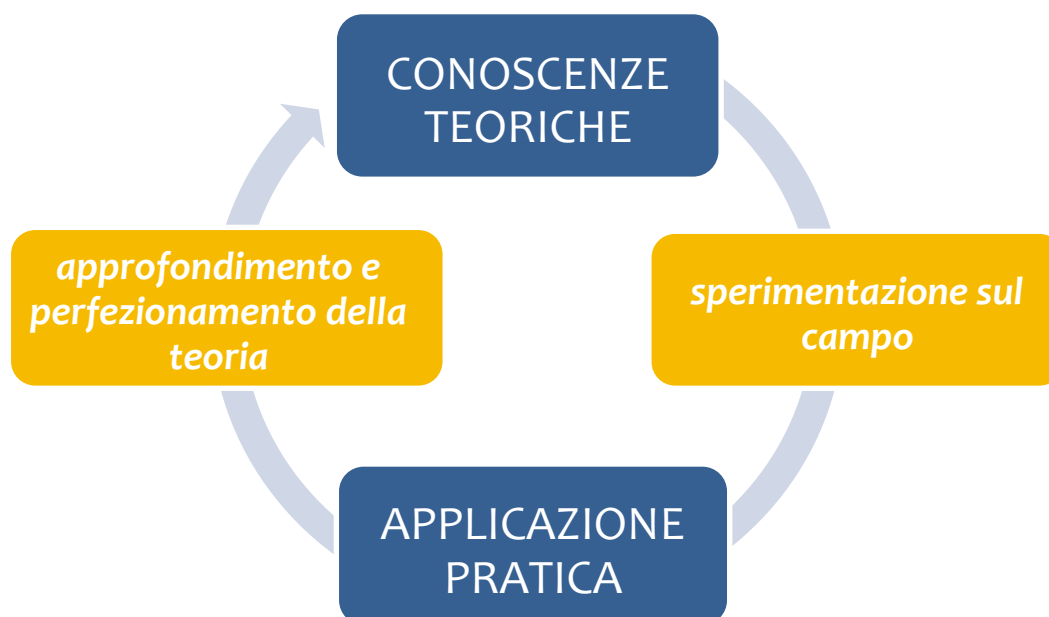 CONOSCENZE
TEORICHE
approfondimento e
perfezionamento della
teoria
sperimentazione sul
campo
APPLICAZIONE
PRATICA